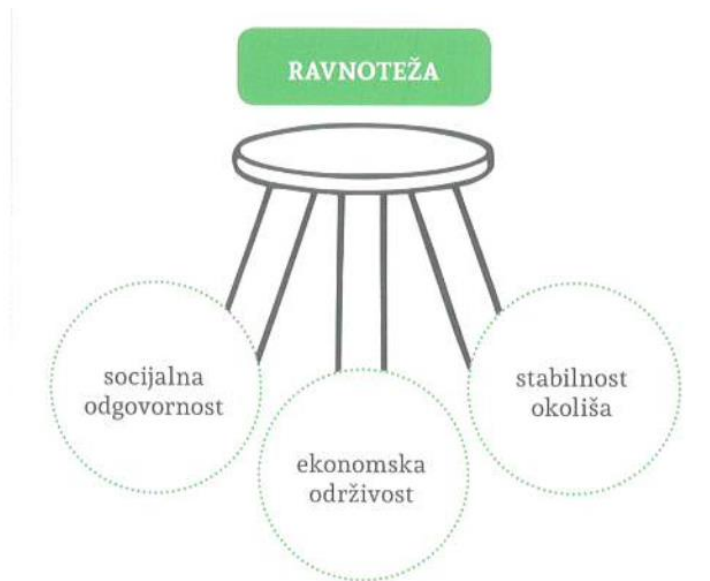 RAVNOTEŽA
socijalna
odgovornost
ekonomska
održivost
stabilnost
okoliša